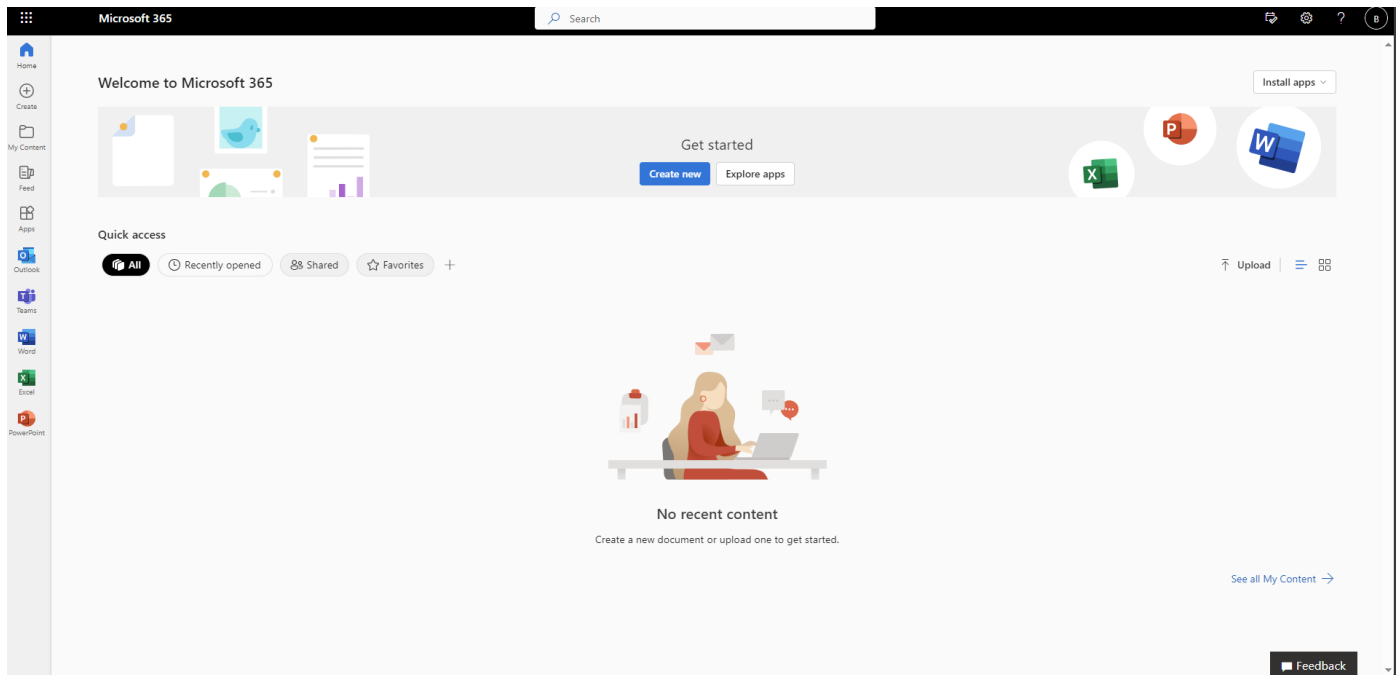 Microsoft 365
Search
B
Home
Create
My Content
Feed
Apps
Outlook
Teams
Word
Excel
PowerPoint
Welcome to Microsoft 365
Install apps
Get started
Create new
Explore apps
P
W
X
Quick access
All
Recently opened
Shared
Favorites
Upload
No recent content
Create a new document or upload one to get started.
See all My Content
Feedback